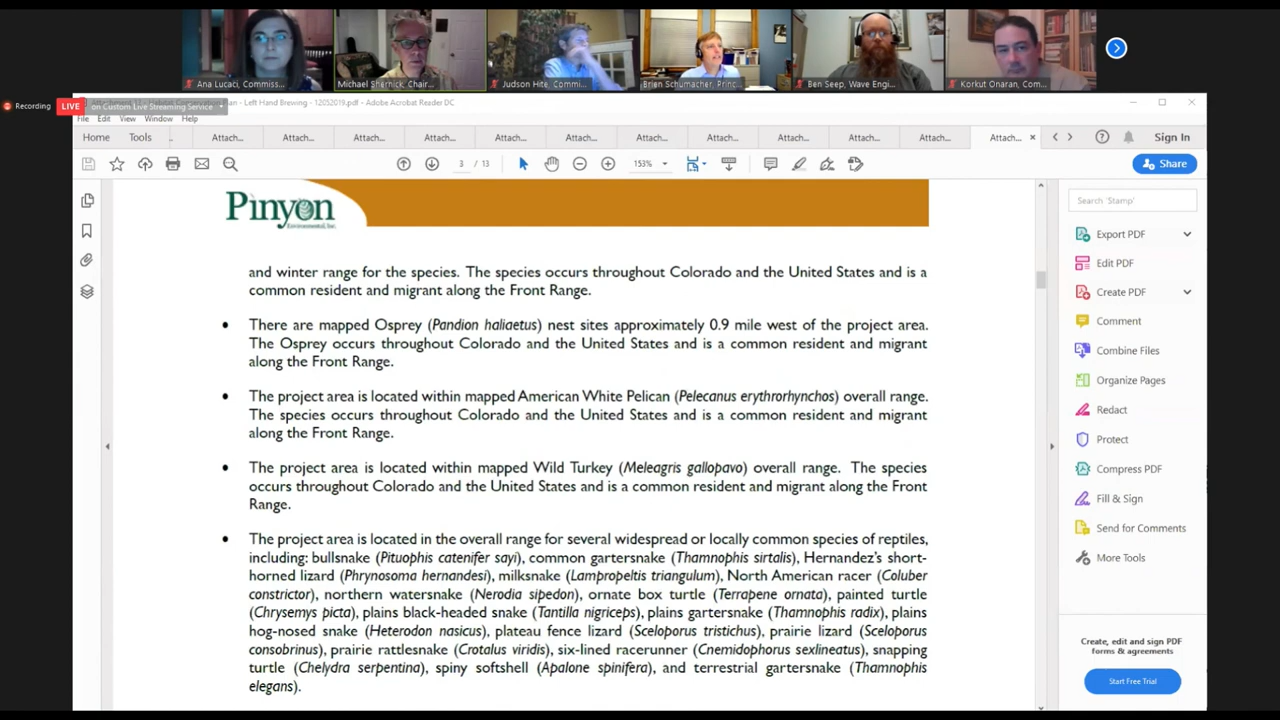 Ana Lucaci, Commiss...
Michael Shernick, Chair...
Judson Hite, Commi...
Brien Schumacher, Princ...
Ben Seep, Wave Engi...
Korkut Onaran, Com...
Recording
LIVE
on Custom Live Streaming Service
Plan - Left Hand Brewing - 12052019.pdf - Adobe Acrobat Reader DC
File Edit View Window Help
Home Tools Attach... Attach... Attach... Attach... Attach... Attach... Attach... Attach... Attach... Attach... Attach... Attach... Sign In
3 / 13
153%
Share
Pinyon
Environmental, Inc.
and winter range for the species. The species occurs throughout Colorado and the United States and is a
common resident and migrant along the Front Range.
• There are mapped Osprey (Pandion haliaetus) nest sites approximately 0.9 mile west of the project area.
The Osprey occurs throughout Colorado and the United States and is a common resident and migrant
along the Front Range.
• The project area is located within mapped American White Pelican (Pelecanus erythrorhynchos) overall range.
The species occurs throughout Colorado and the United States and is a common resident and migrant
along the Front Range.
• The project area is located within mapped Wild Turkey (Meleagris gallopavo) overall range. The species
occurs throughout Colorado and the United States and is a common resident and migrant along the Front
Range.
• The project area is located in the overall range for several widespread or locally common species of reptiles,
including: bullsnake (Pituophis catenifer sayi), common gartersnake (Thamnophis sirtalis), Hernandez's short-
horned lizard (Phrynosoma hernandesi), milksnake (Lampropeltis triangulum), North American racer (Coluber
constrictor), northern watersnake (Nerodia sipedon), ornate box turtle (Terrapene ornata), painted turtle
(Chrysemys picta), plains black-headed snake (Tantilla nigriceps), plains gartersnake (Thamnophis radix), plains
hog-nosed snake (Heterodon nasicus), plateau fence lizard (Sceloporus tristichus), prairie lizard (Sceloporus
consobrinus), prairie rattlesnake (Crotalus viridis), six-lined racerunner (Cnemidophorus sexlineatus), snapping
turtle (Chelydra serpentina), spiny softshell (Apalone spinifera), and terrestrial gartersnake (Thamnophis
elegans).
Search 'Stamp'
Export PDF
Edit PDF
Create PDF
Comment
Combine Files
Organize Pages
Redact
Protect
Compress PDF
Fill & Sign
Send for Comments
More Tools
Create, edit and sign PDF
forms & agreements
Start Free Trial